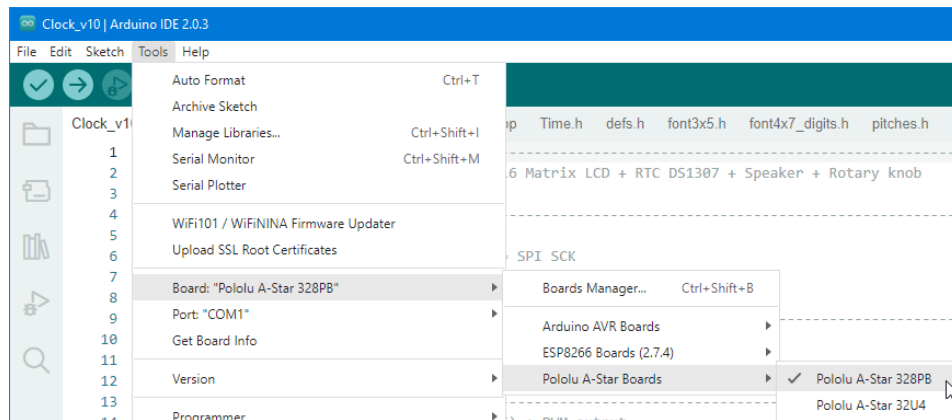 Clock_v10 | Arduino IDE 2.0.3
File Edit Sketch Tools Help
Auto Format Ctrl+T
Archive Sketch
Manage Libraries... Ctrl+Shift+I
Serial Monitor Ctrl+Shift+M
Serial Plotter
WiFi101 / WiFiNINA Firmware Updater
Upload SSL Root Certificates
Board: "Pololu A-Star 328PB"
Port: "COM1"
Get Board Info
Version
Programmer
Boards Manager... Ctrl+Shift+B
Arduino AVR Boards
ESP8266 Boards (2.7.4)
Pololu A-Star Boards
Pololu A-Star 328PB
Pololu A-Star 32U4
Clock_v1
Time.h defs.h font3x5.h font4x7_digits.h pitches.h
1
2
3
4
5
6
7
8
9
10
11
12
13
Matrix LCD + RTC DS1307 + Speaker + Rotary knob
SPI SCK